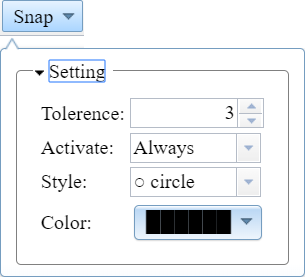 Snap
Setting
Tolerence: 3
Activate: Always
Style: ○ circle
Color: